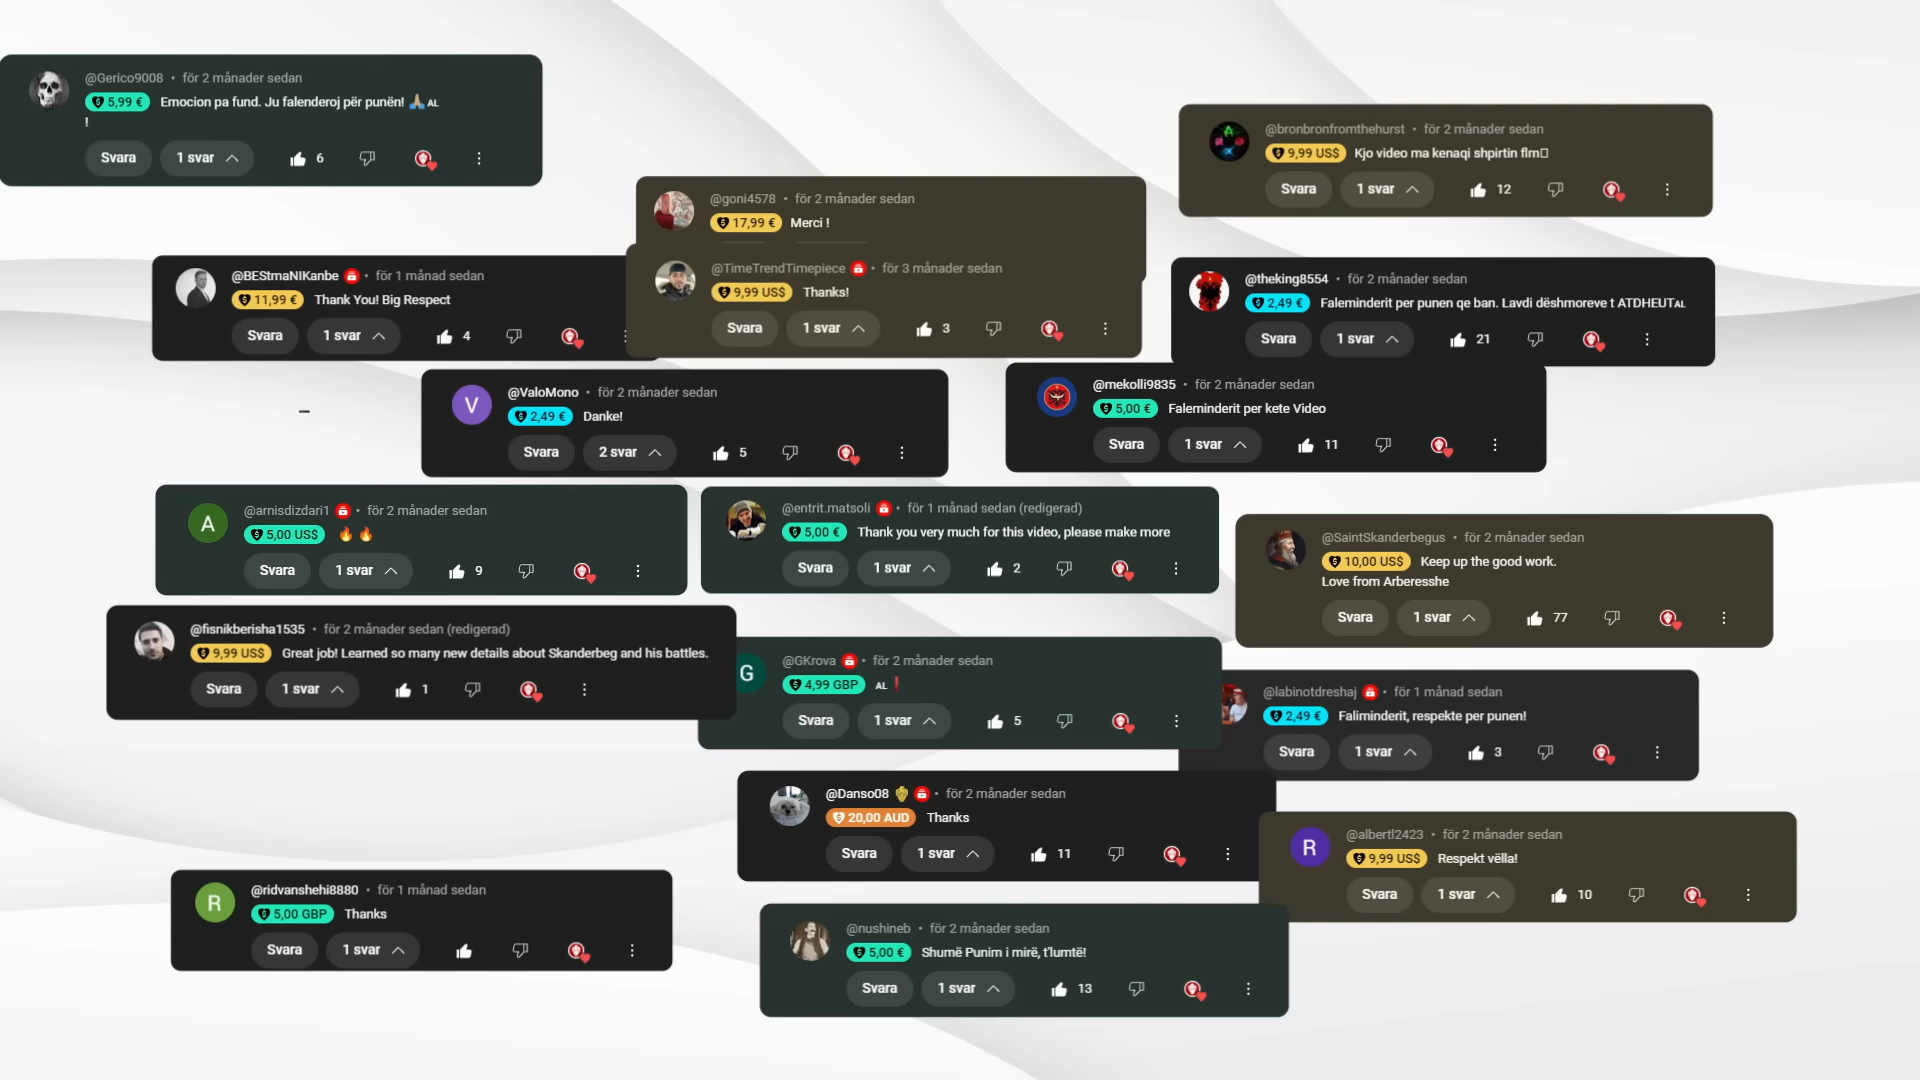 @Gerico9008 • för 2 månader sedan
5,99 € Emocion pa fund. Ju falenderoj për punën! 🙏🏼 AL
!
Svara 1 svar 6
@bronbronfromthehurst • för 2 månader sedan
9,99 US$ Kjo video ma kenaqi shpirtin flm
Svara 1 svar 12
@goni4578 • för 2 månader sedan
17,99 € Merci !
@BEStmaNIKanbe • för 1 månad sedan
11,99 € Thank You! Big Respect
Svara 1 svar 4
@TimeTrendTimepiece • för 3 månader sedan
9,99 US$ Thanks!
Svara 1 svar 3
@theking8554 • för 2 månader sedan
2,49 € Faleminderit per punen qe ban. Lavdi dëshmoreve t ATDHEUT AL
Svara 1 svar 21
V
@ValoMono • för 2 månader sedan
2,49 € Danke!
Svara 2 svar 5
@mekolli9835 • för 2 månader sedan
5,00 € Faleminderit per kete Video
Svara 1 svar 11
A
@arnisdizdari1 • för 2 månader sedan
5,00 US$ 🔥 🔥
Svara 1 svar 9
@entrit.matsoli • för 1 månad sedan (redigerad)
5,00 € Thank you very much for this video, please make more
Svara 1 svar 2
@SaintSkanderbegus • för 2 månader sedan
10,00 US$ Keep up the good work.
Love from Arberesshe
Svara 1 svar 77
@fisnikberisha1535 • för 2 månader sedan (redigerad)
9,99 US$ Great job! Learned so many new details about Skanderbeg and his battles.
Svara 1 svar 1
G
@GKrova • för 2 månader sedan
4,99 GBP AL
Svara 1 svar 5
@labinotdreshaj • för 1 månad sedan
2,49 € Faliminderit, respekte per punen!
Svara 1 svar 3
@Danso08 • för 2 månader sedan
20,00 AUD Thanks
Svara 1 svar 11
R
@albertl2423 • för 2 månader sedan
9,99 US$ Respekt vëlla!
Svara 1 svar 10
R
@ridvanshehi8880 • för 1 månad sedan
5,00 GBP Thanks
Svara 1 svar
@nushineb • för 2 månader sedan
5,00 € Shumë Punim i mirë, t'lumtë!
Svara 1 svar 13